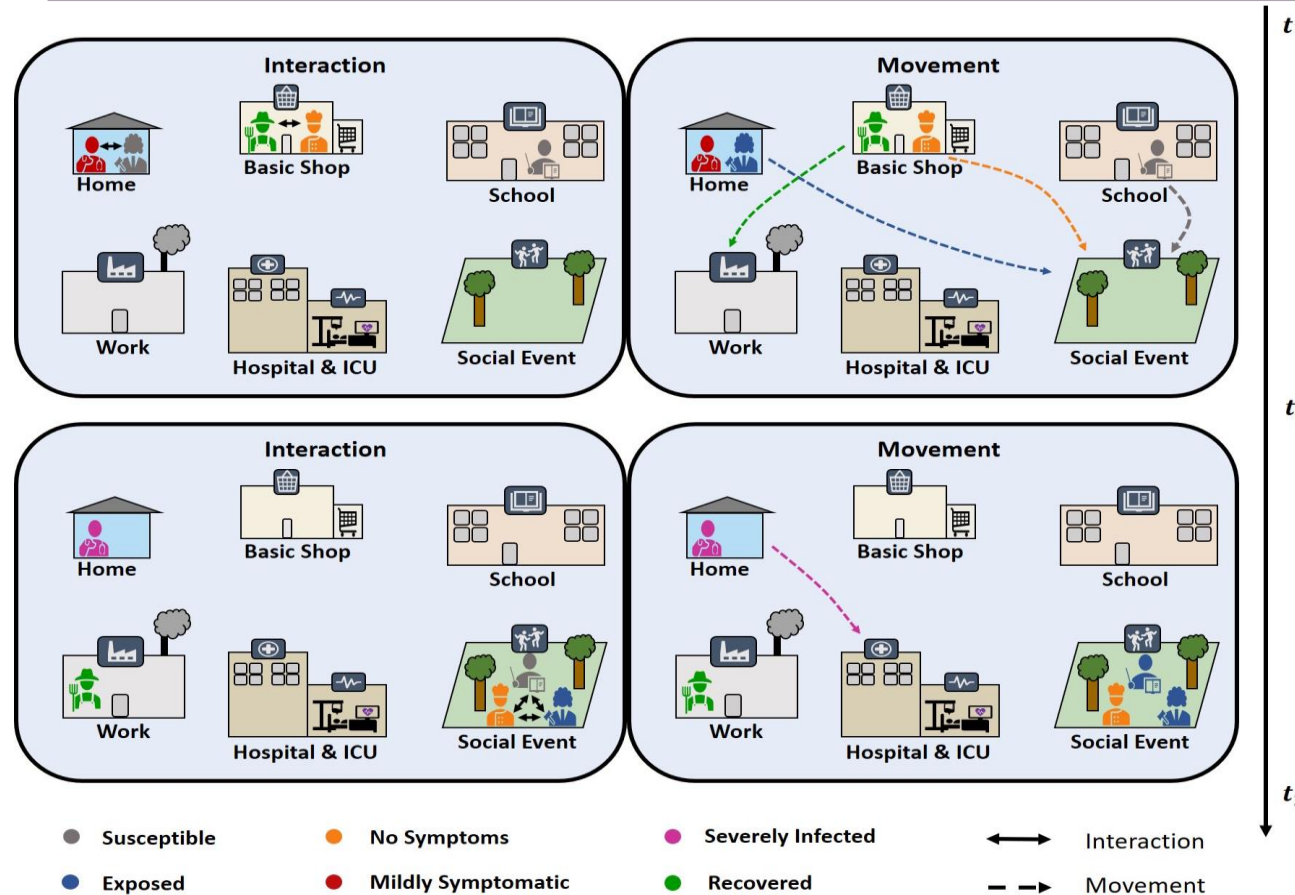 t
Interaction
Movement
Home
Basic Shop
School
Home
Basic Shop
School
Work
Hospital & ICU
Social Event
Work
Hospital & ICU
Social Event
t
Interaction
Movement
Home
Basic Shop
School
Home
Basic Shop
School
Work
Hospital & ICU
Social Event
Work
Hospital & ICU
Social Event
t
Susceptible
No Symptoms
Severely Infected
Interaction
Exposed
Mildly Symptomatic
Recovered
Movement